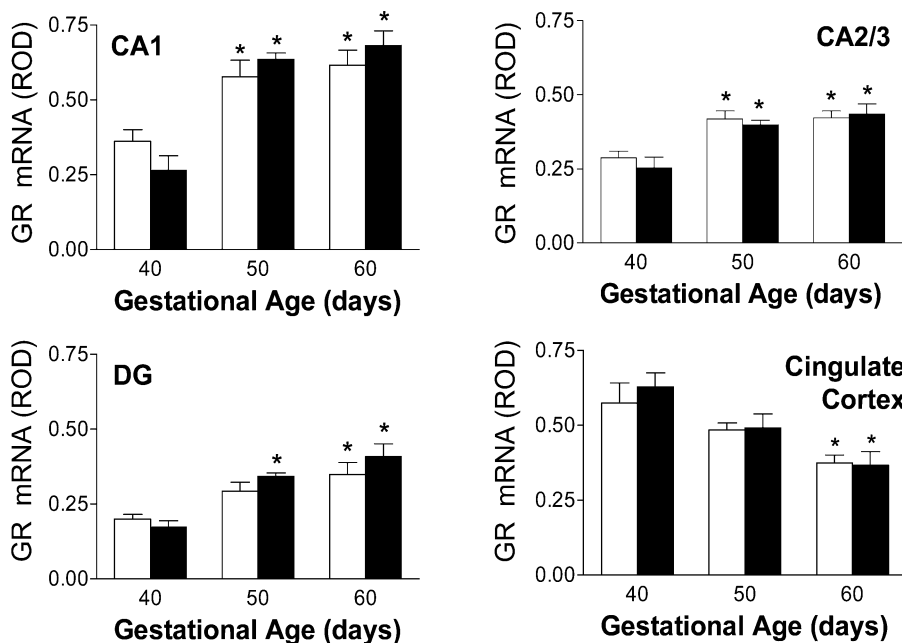 CA1
GR mRNA (ROD)
0.75
0.50
0.25
0.00
* * * *
40 50 60
Gestational Age (days)
CA2/3
GR mRNA (ROD)
0.75
0.50
0.25
0.00
* * * *
40 50 60
Gestational Age (days)
DG
GR mRNA (ROD)
0.75
0.50
0.25
0.00
* * *
40 50 60
Gestational Age (days)
Cingulate
Cortex
GR mRNA (ROD)
0.75
0.50
0.25
0.00
* *
40 50 60
Gestational Age (days)